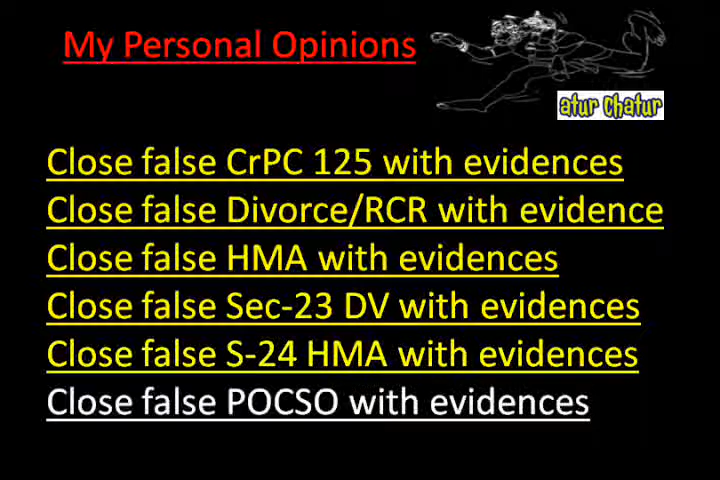 My Personal Opinions
atur Chatur
Close false CrPC 125 with evidences
Close false Divorce/RCR with evidence
Close false HMA with evidences
Close false Sec-23 DV with evidences
Close false S-24 HMA with evidences
Close false POCSO with evidences